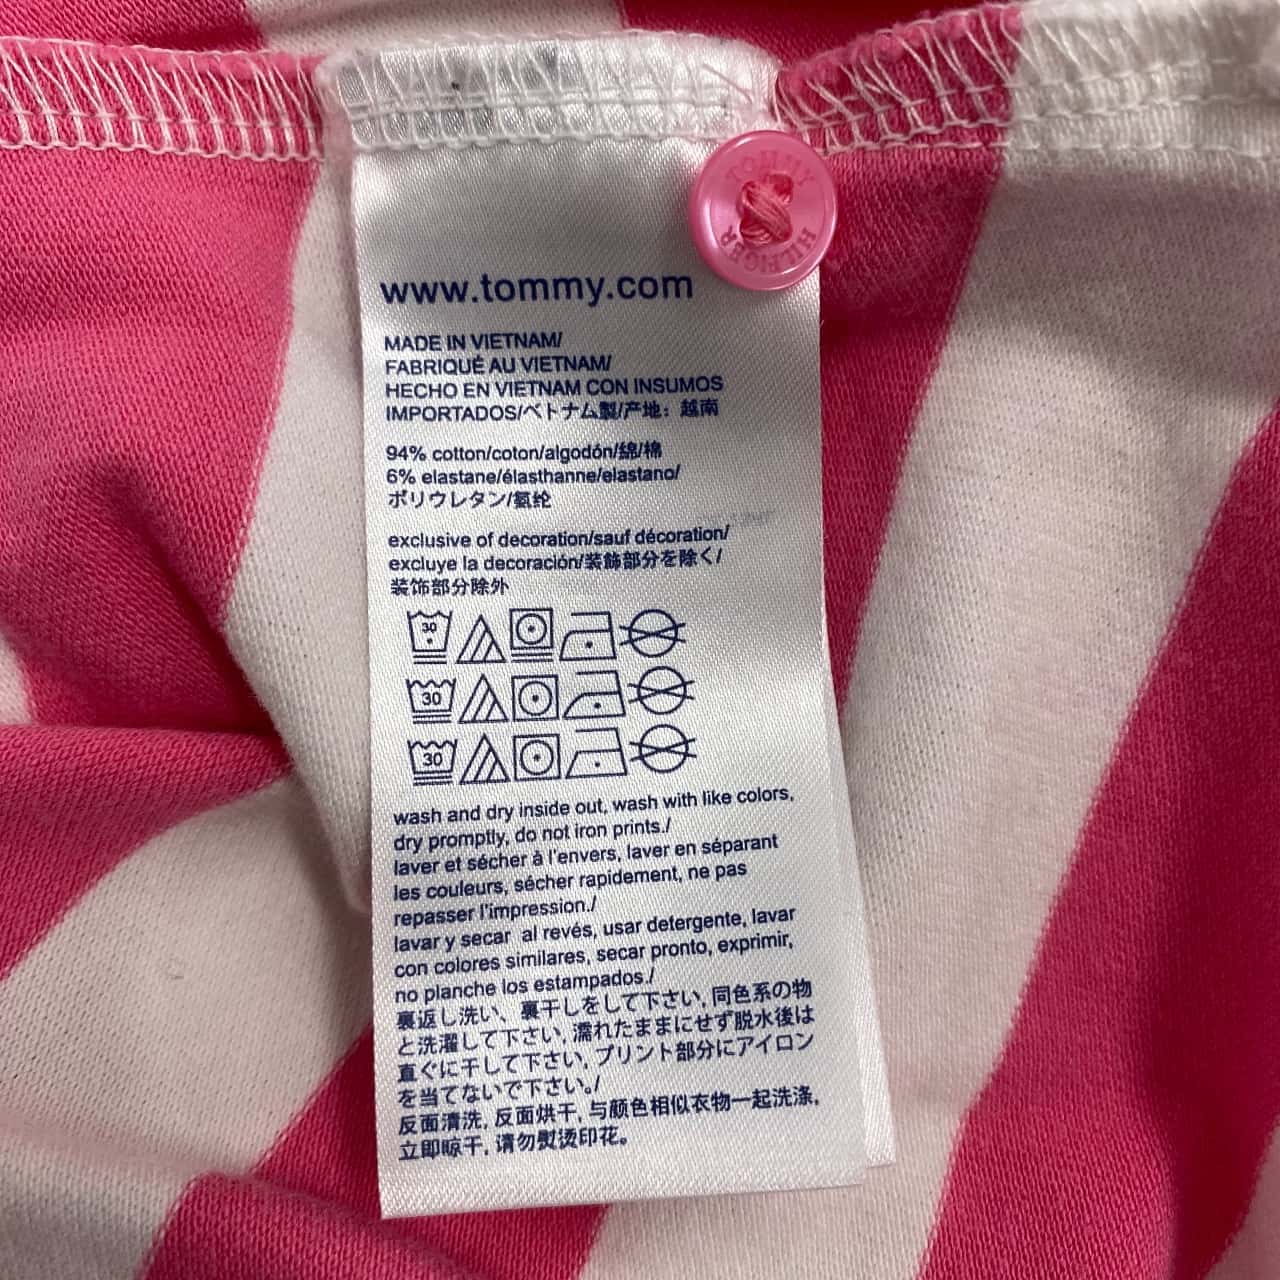 TOMMY
HILFIGER
www.tommy.com
MADE IN VIETNAM/
FABRIQUÉ AU VIETNAM/
HECHO EN VIETNAM CON INSUMOS
IMPORTADOS/ベトナム製/产地：越南
94% cotton/coton/algodón/綿/棉
6% elastane/élasthanne/elastano/
ポリウレタン/氨纶
exclusive of decoration/sauf décoration/
excluye la decoración/装飾部分を除く/
装饰部分除外
30
30
30
wash and dry inside out, wash with like colors,
dry promptly, do not iron prints./
laver et sécher à l'envers, laver en séparant
les couleurs, sécher rapidement, ne pas
repasser l'impression./
lavar y secar al revés, usar detergente, lavar
con colores similares, secar pronto, exprimir,
no planche los estampados./
裏返し洗い、裏干しをして下さい, 同色系の物
と洗濯して下さい, 濡れたままにせず脱水後は
直ぐに干して下さい, プリント部分にアイロン
を当てないで下さい。/
反面清洗, 反面烘干, 与颜色相似衣物一起洗涤,
立即晾干, 请勿熨烫印花。